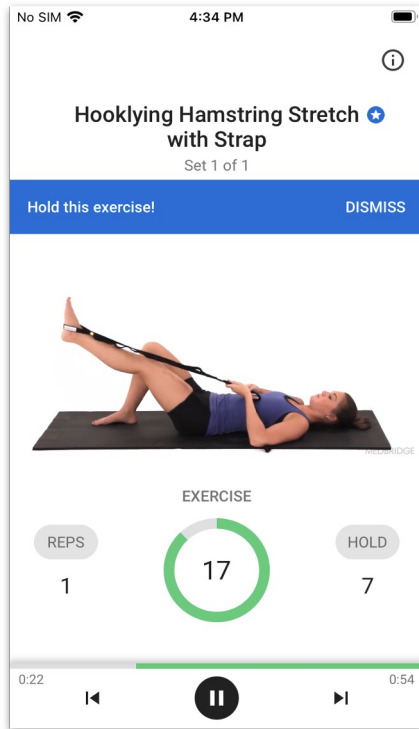 No SIM 4:34 PM
Hooklying Hamstring Stretch
with Strap
Set 1 of 1
Hold this exercise! DISMISS
MEDBRIDGE
EXERCISE
REPS 17 HOLD
1 7
0:22 0:54